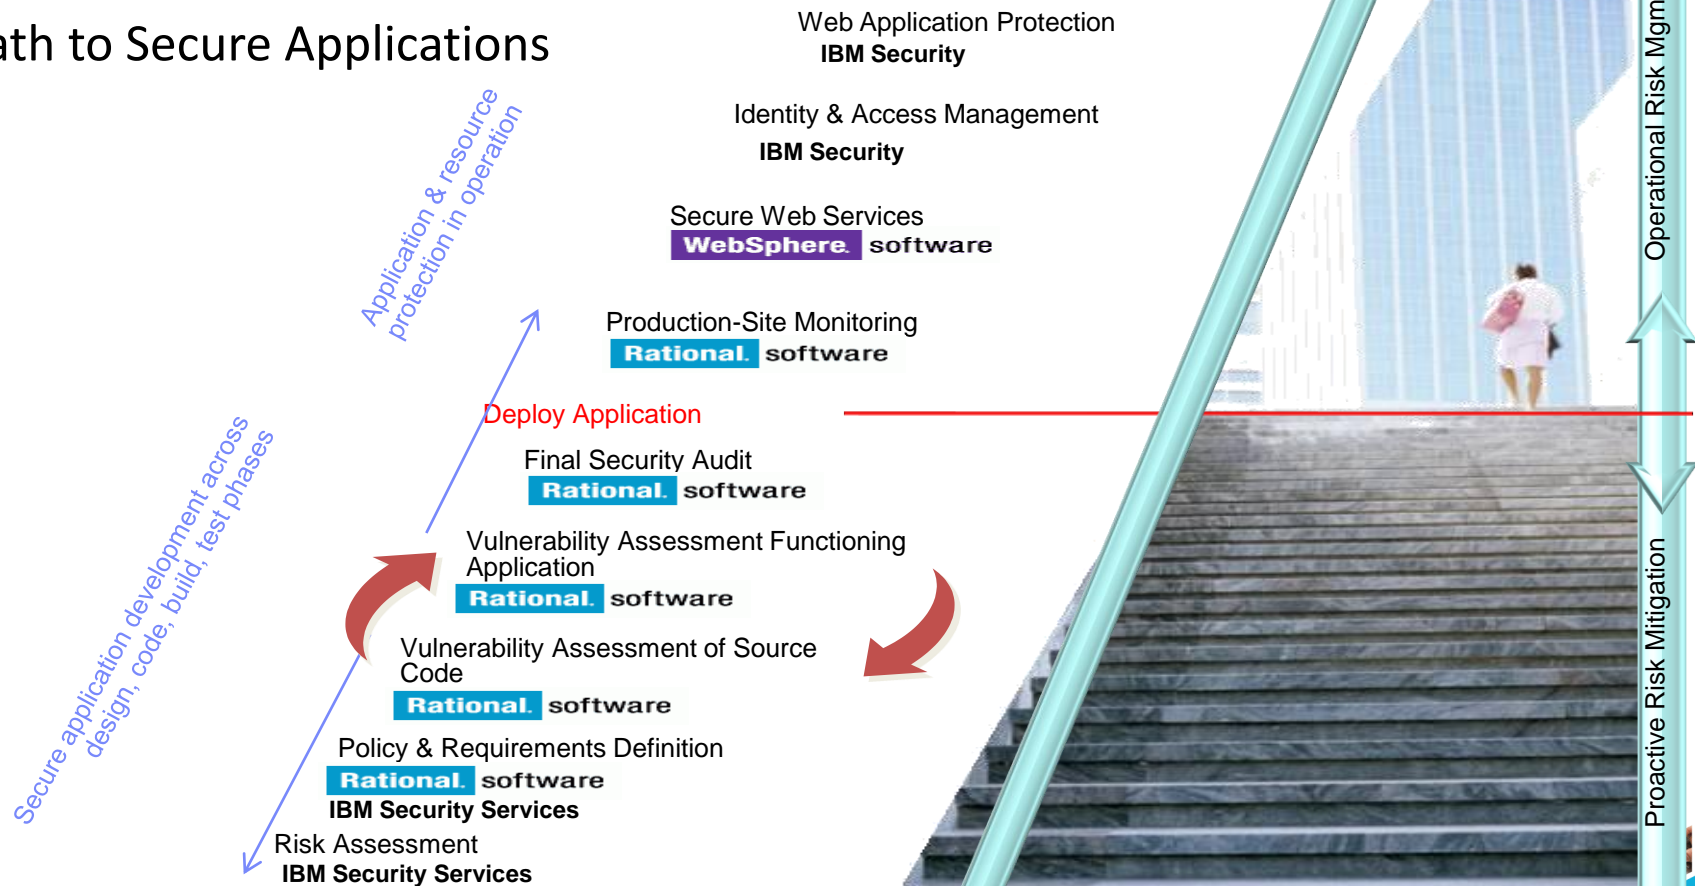 ath to Secure Applications
Web Application Protection
IBM Security
Identity & Access Management
IBM Security
Secure Web Services
WebSphere. software
Production-Site Monitoring
Rational. software
Deploy Application
Final Security Audit
Rational. software
Vulnerability Assessment Functioning
Application
Rational. software
Vulnerability Assessment of Source
Code
Rational. software
Policy & Requirements Definition
Rational. software
IBM Security Services
Risk Assessment
IBM Security Services
Application & resource
protection in operation
Secure application development across
design, code, build, test phases
Operational Risk Mgm
Proactive Risk Mitigation